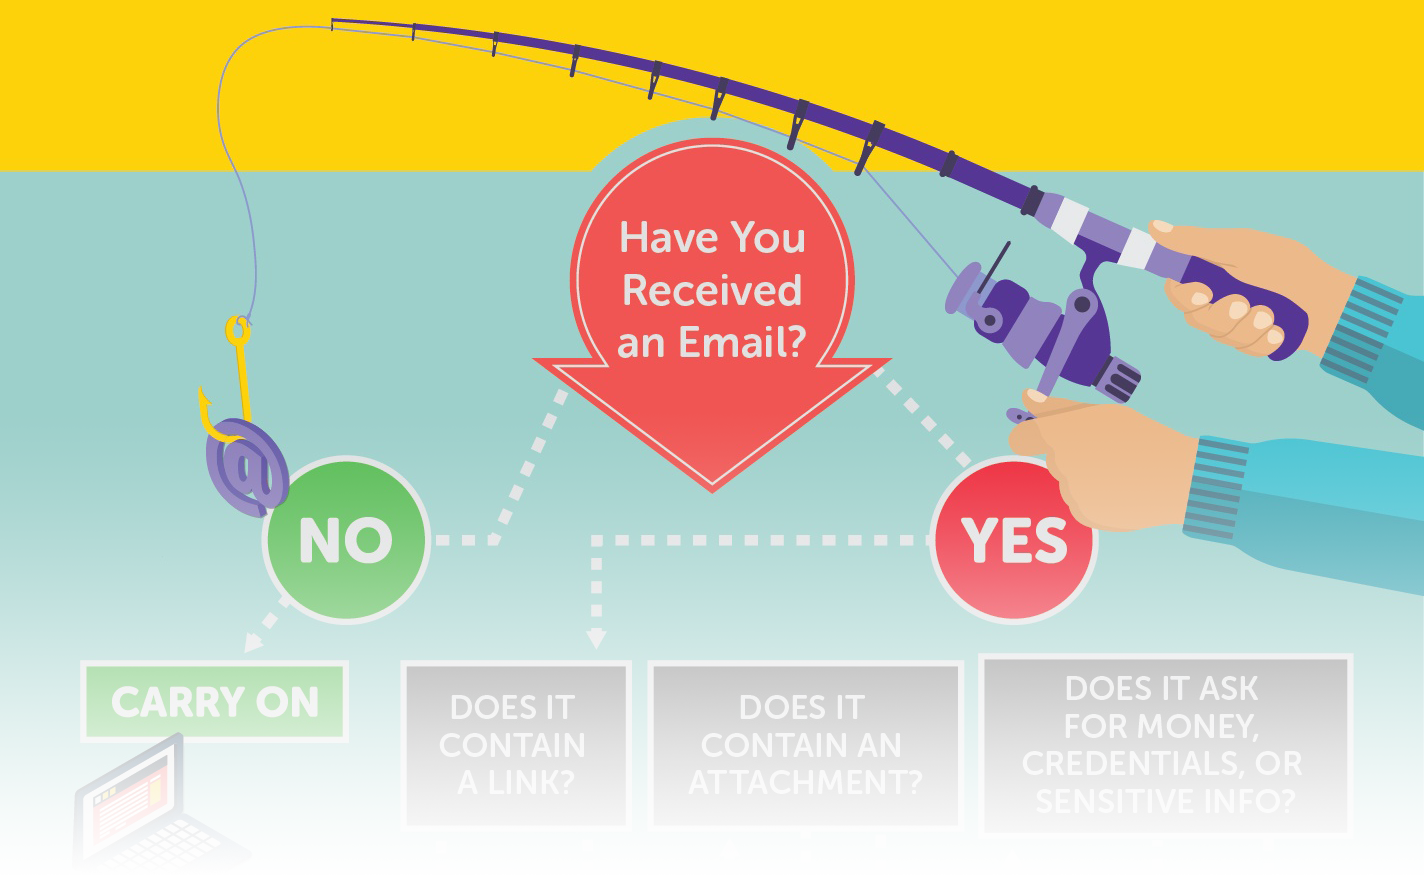 Have You
Received
an Email?
@
NO
YES
CARRY ON
DOES IT
CONTAIN
A LINK?
DOES IT
CONTAIN AN
ATTACHMENT?
DOES IT ASK
FOR MONEY,
CREDENTIALS, OR
SENSITIVE INFO?